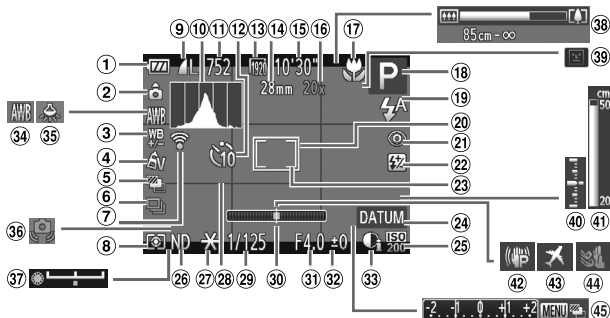 ⑨ ⑩ ⑪ ⑫ ⑬ ⑭ ⑮ ⑯ ⑰
85cm-∞ ㊳
① L 752 1920 10'30" P ⑱ ㊴
28mm 20x
② A ⑲
AWB AWB ⑳
㉞ ㉟ ③ WB +/- ㉑
④ AV 10 ㉒
⑤ ㉓
⑥ cm 50 20
⑦ ㊵ ㊶
㊱ DATUM ㉔
⑧ ND 1/125 F4.0 ±0 ISO 200 ㉕
㊲ ㉖ ㉗ ㉘ ㉙ ㉚ ㉛ ㉜ ㉝
P
㊷ ㊸ ㊹
-2..-1..0..+1..+2 MENU ㊺